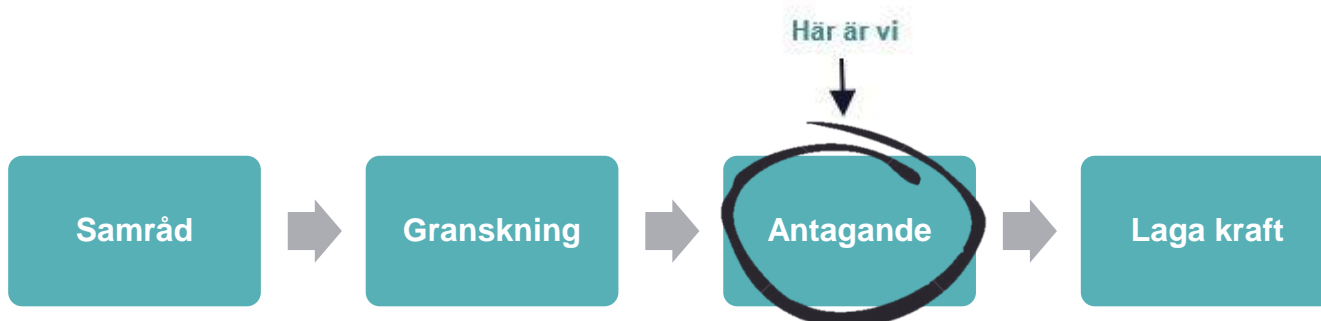 Här är vi
Samråd
Granskning
Antagande
Laga kraft